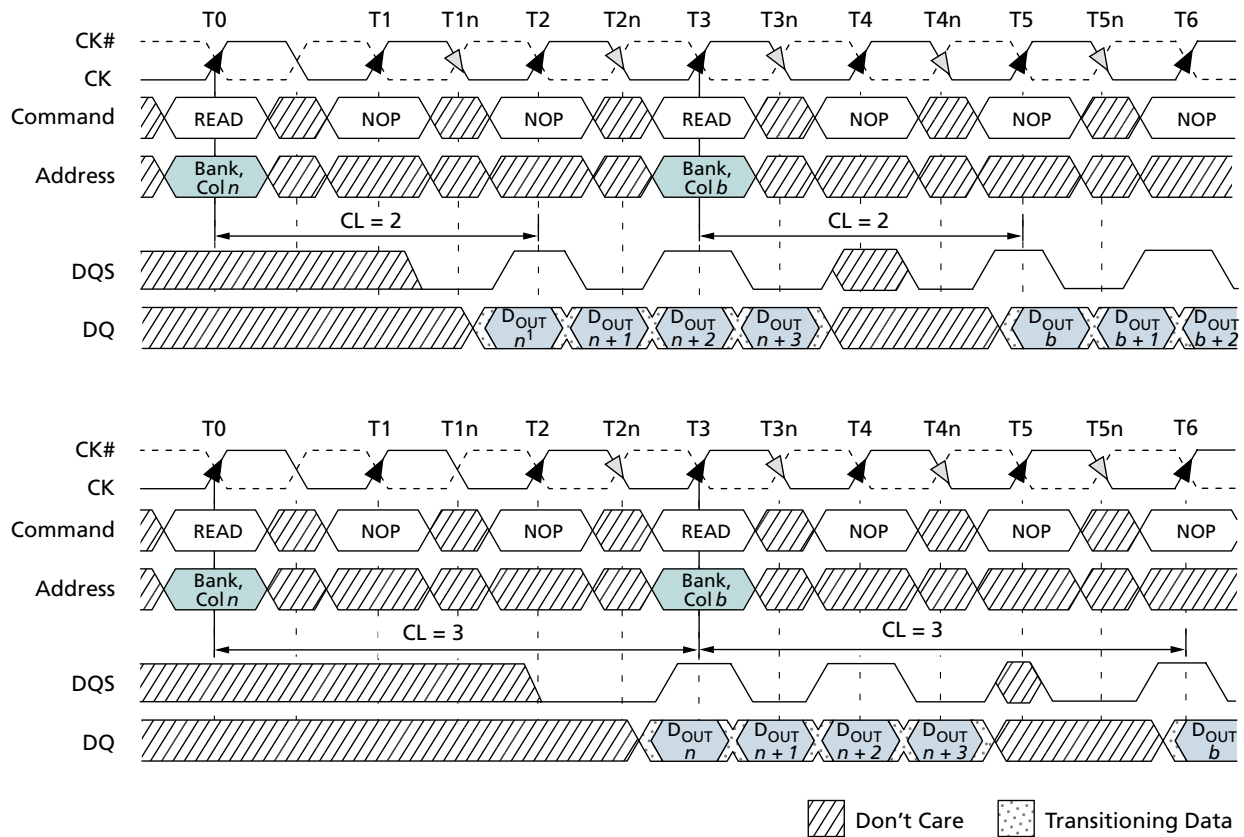 T0 T1 T1n T2 T2n T3 T3n T4 T4n T5 T5n T6
CK#
CK
Command READ NOP NOP READ NOP NOP NOP
Address Bank, Col n Bank, Col b
CL = 2 CL = 2
DQS
DQ DOUT n1 DOUT n + 1 DOUT n + 2 DOUT n + 3 DOUT b DOUT b + 1 DOUT b + 2
T0 T1 T1n T2 T2n T3 T3n T4 T4n T5 T5n T6
CK#
CK
Command READ NOP NOP READ NOP NOP NOP
Address Bank, Col n Bank, Col b
CL = 3 CL = 3
DQS
DQ DOUT n DOUT n + 1 DOUT n + 2 DOUT n + 3 DOUT b
Don't Care Transitioning Data